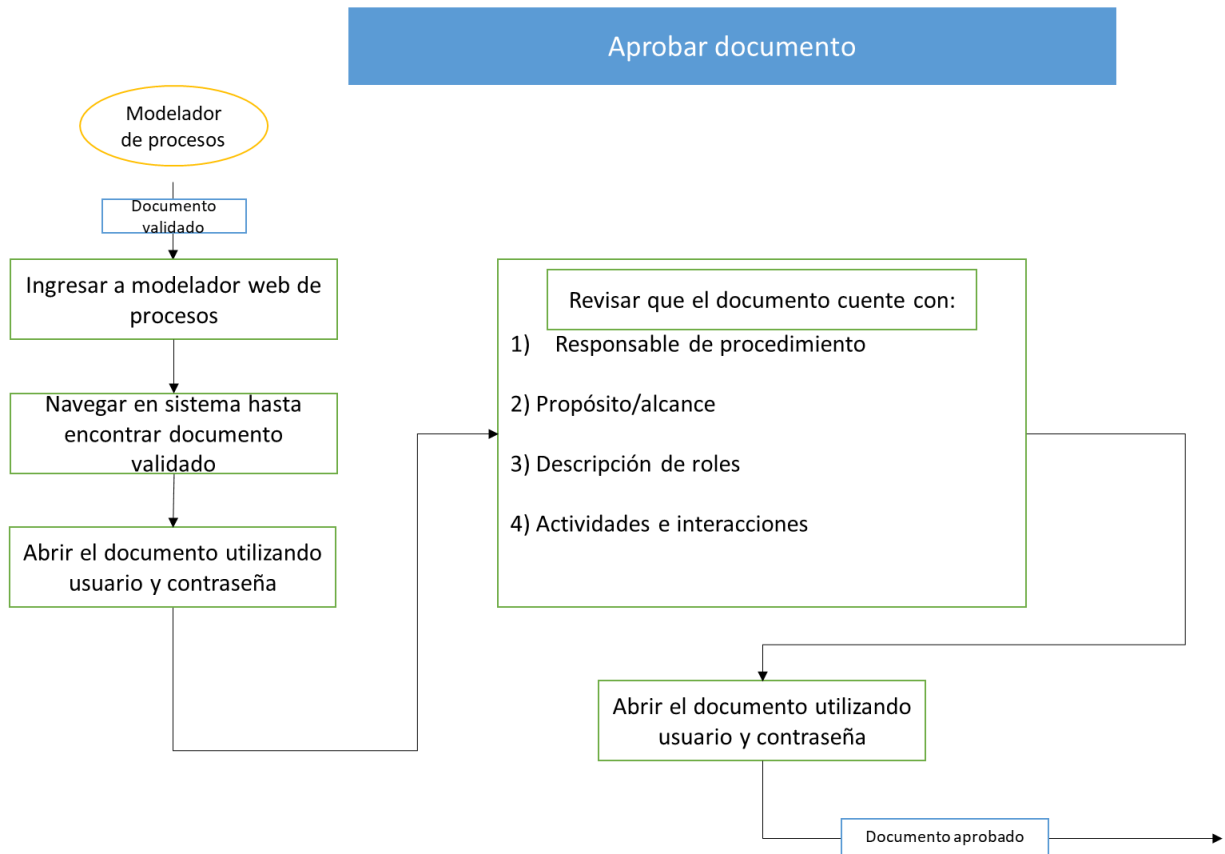 Aprobar documento
Modelador
de procesos
Documento
validado
Ingresar a modelador web de
procesos
Navegar en sistema hasta
encontrar documento
validado
Abrir el documento utilizando
usuario y contraseña
Revisar que el documento cuente con:
1) Responsable de procedimiento
2) Propósito/alcance
3) Descripción de roles
4) Actividades e interacciones
Abrir el documento utilizando
usuario y contraseña
Documento aprobado